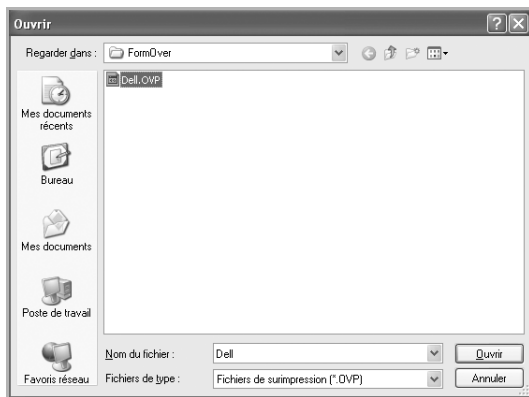 Ouvrir
Regarder dans :
FormOver
Dell.OVP
Mes documents
récents
Bureau
Mes documents
Poste de travail
Favoris réseau
Nom du fichier :
Dell
Ouvrir
Fichiers de type :
Fichiers de surimpression (*.OVP)
Annuler